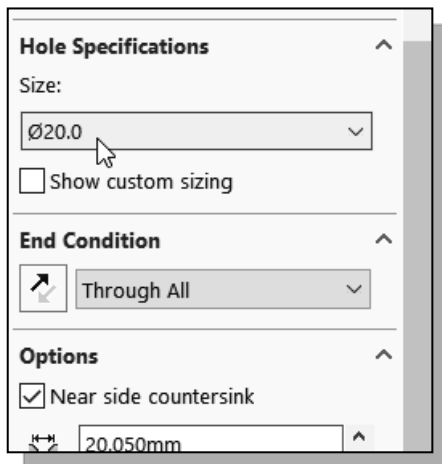 Hole Specifications
Size:
Ø20.0
Show custom sizing
End Condition
Through All
Options
Near side countersink
20.050mm